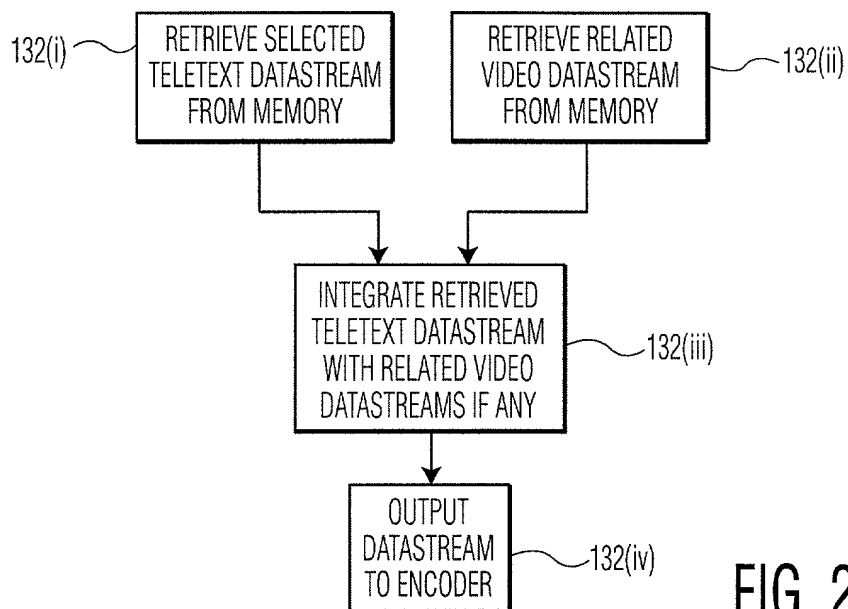 132(i)
RETRIEVE SELECTED
TELETEXT DATASTREAM
FROM MEMORY
RETRIEVE RELATED
VIDEO DATASTREAM
FROM MEMORY
132(ii)
INTEGRATE RETRIEVED
TELETEXT DATASTREAM
WITH RELATED VIDEO
DATASTREAMS IF ANY
132(iii)
OUTPUT
DATASTREAM
TO ENCODER
132(iv)
FIG. 2